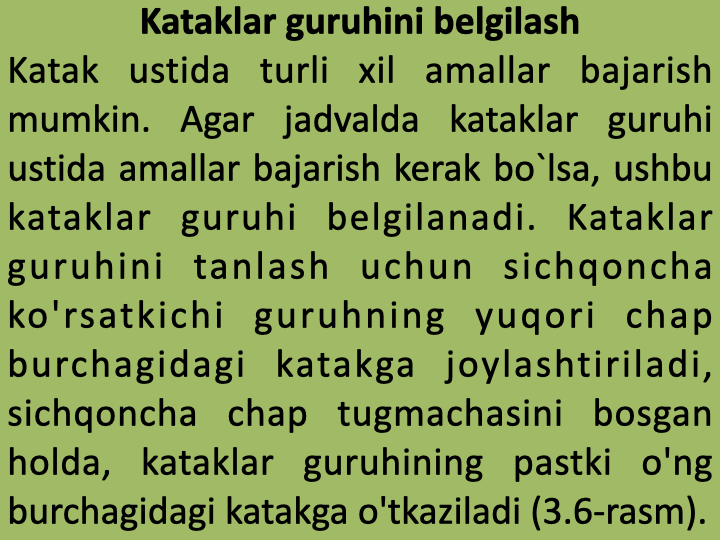 Kataklar guruhini belgilash
Katak ustida turli xil amallar bajarish
mumkin. Agar jadvalda kataklar guruhi
ustida amallar bajarish kerak bo`lsa, ushbu
kataklar guruhi belgilanadi. Kataklar
guruhini tanlash uchun sichqoncha
ko'rsatkichi guruhning yuqori chap
burchagidagi katakga joylashtiriladi,
sichqoncha chap tugmachasini bosgan
holda, kataklar guruhining pastki o'ng
burchagidagi katakga o'tkaziladi (3.6-rasm).